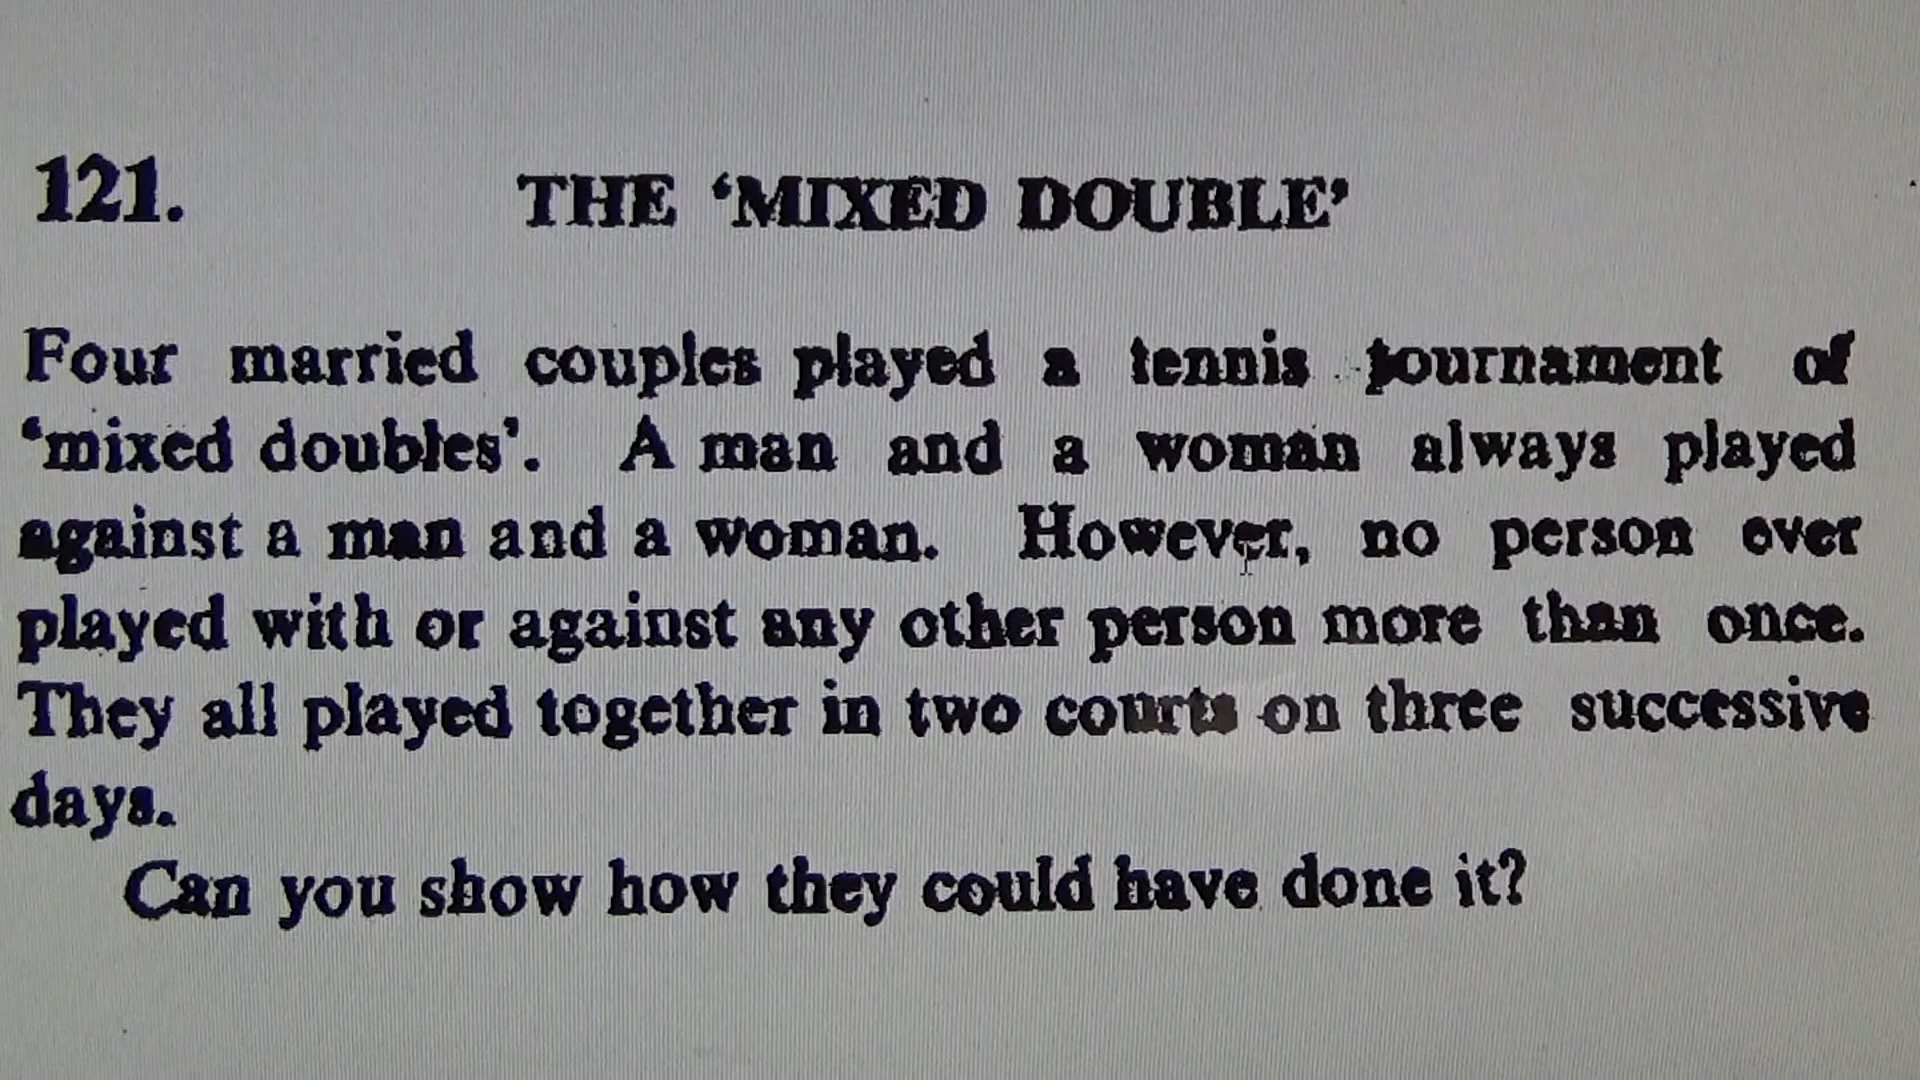 121. THE ‘MIXED DOUBLE’
Four married couples played a tennis tournament of
‘mixed doubles’. A man and a woman always played
against a man and a woman. However, no person ever
played with or against any other person more than once.
They all played together in two courts on three successive
days.
Can you show how they could have done it?